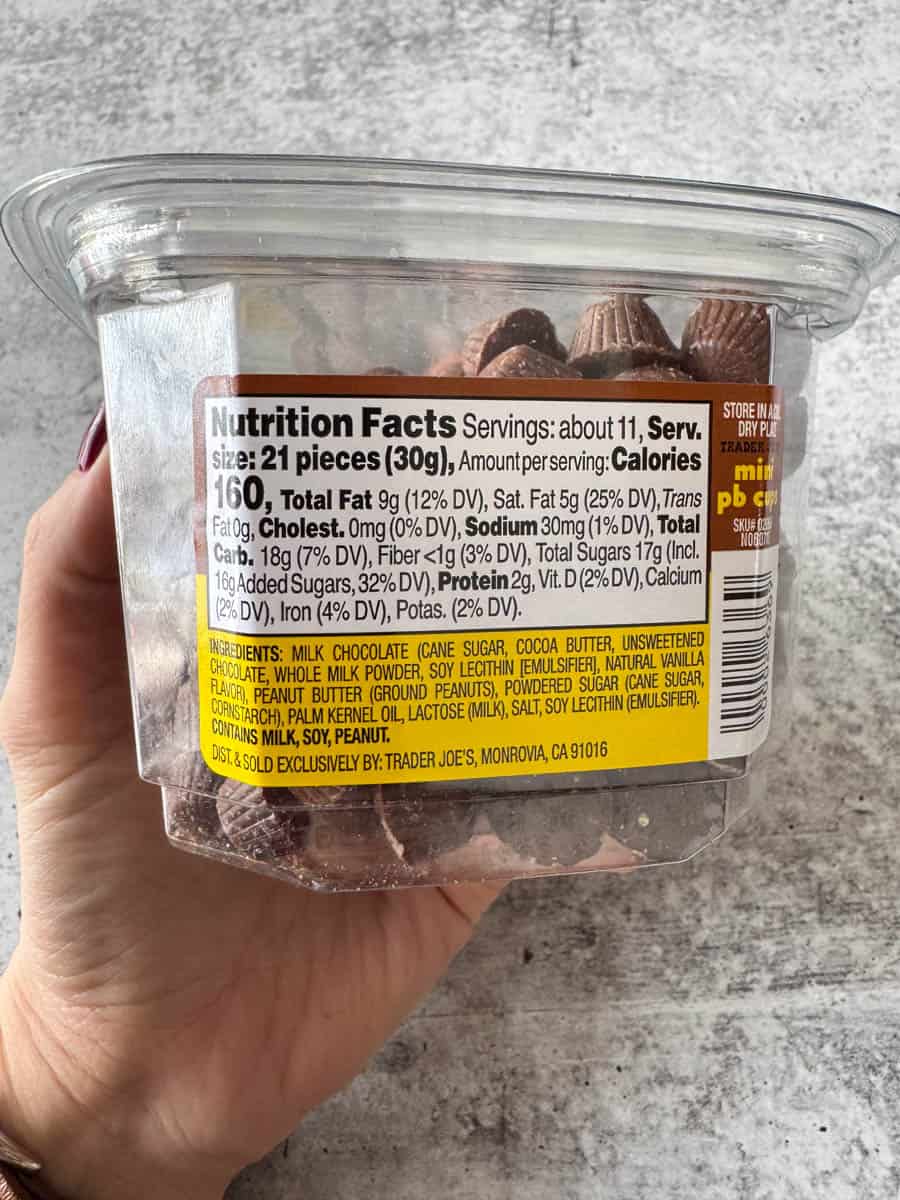 Nutrition Facts Servings: about 11, Serv.
size: 21 pieces (30g), Amount per serving: Calories
160, Total Fat 9g (12% DV), Sat. Fat 5g (25% DV), Trans
Fat 0g, Cholest. 0mg (0% DV), Sodium 30mg (1% DV), Total
Carb. 18g (7% DV), Fiber <1g (3% DV), Total Sugars 17g (Incl.
16g Added Sugars, 32% DV), Protein 2g, Vit. D (2% DV), Calcium
(2% DV), Iron (4% DV), Potas. (2% DV).
INGREDIENTS: MILK CHOCOLATE (CANE SUGAR, COCOA BUTTER, UNSWEETENED
CHOCOLATE, WHOLE MILK POWDER, SOY LECITHIN [EMULSIFIER], NATURAL VANILLA
FLAVOR), PEANUT BUTTER (GROUND PEANUTS), POWDERED SUGAR (CANE SUGAR,
CORNSTARCH), PALM KERNEL OIL, LACTOSE (MILK), SALT, SOY LECITHIN (EMULSIFIER).
CONTAINS MILK, SOY, PEANUT.
DIST. & SOLD EXCLUSIVELY BY: TRADER JOE'S, MONROVIA, CA 91016
STORE IN A
DRY
TRADER
pb
SKU#